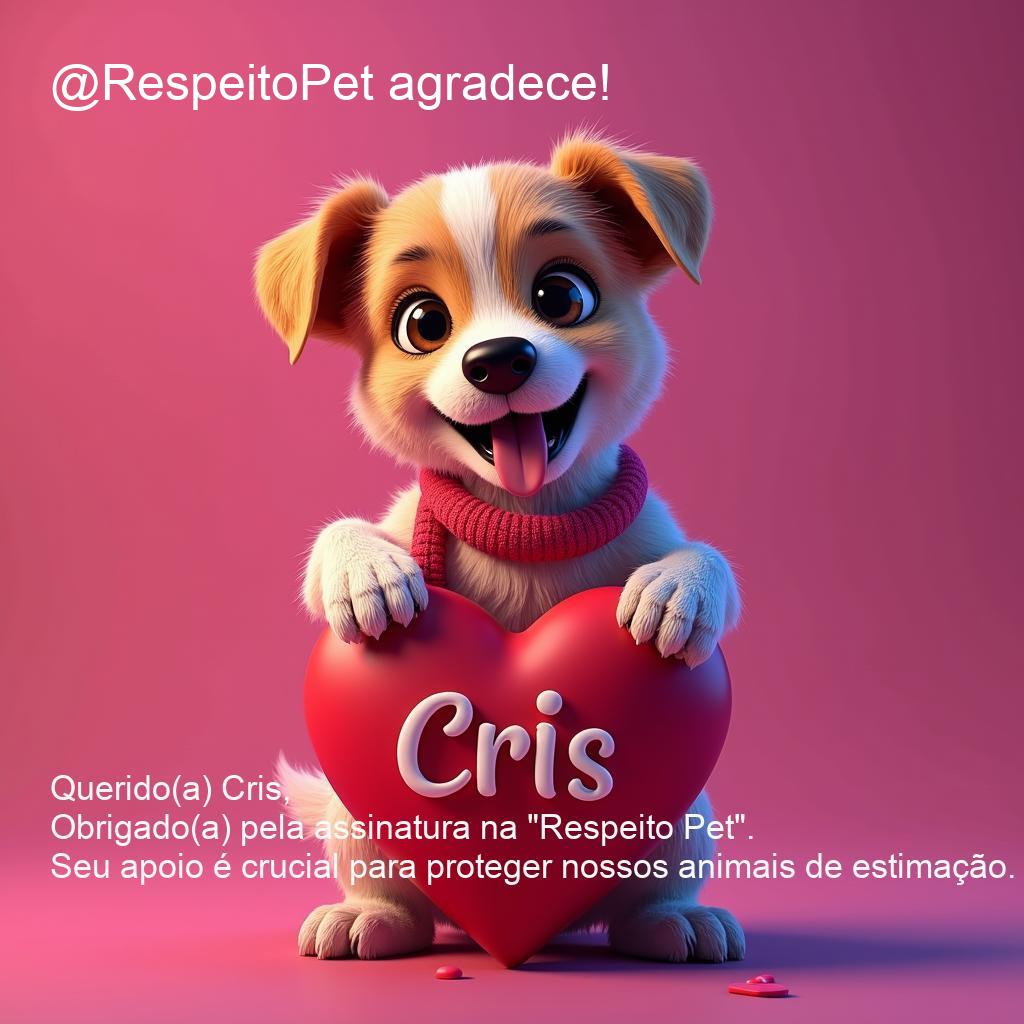 @RespeitoPet agradece!
Cris
Querido(a) Cris,
Obrigado(a) pela assinatura na "Respeito Pet".
Seu apoio é crucial para proteger nossos animais de estimação.